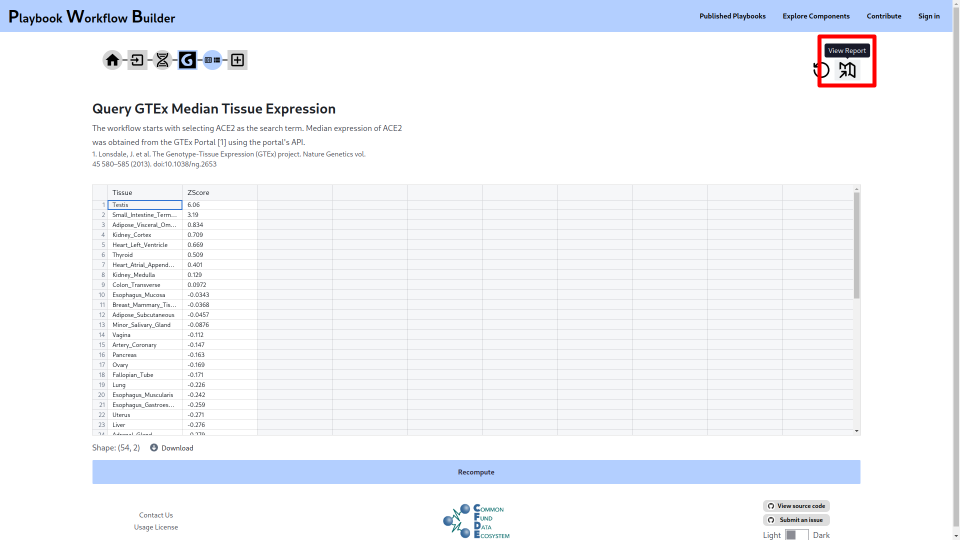 Playbook Workflow Builder
Published Playbooks
Explore Components
Contribute
Sign in
View Report
Query GTEx Median Tissue Expression
The workflow starts with selecting ACE2 as the search term. Median expression of ACE2
was obtained from the GTEx Portal [1] using the portal's API.
1. Lonsdale, J. et al. The Genotype-Tissue Expression (GTEx) project. Nature Genetics vol.
45 580–585 (2013). doi:10.1038/ng.2653
Tissue ZScore
1 Testis 6.06
2 Small_Intestine_Term... 3.19
3 Adipose_Visceral_Om... 0.834
4 Kidney_Cortex 0.709
5 Heart_Left_Ventricle 0.669
6 Thyroid 0.509
7 Heart_Atrial_Append... 0.401
8 Kidney_Medulla 0.129
9 Colon_Transverse 0.0972
10 Esophagus_Mucosa -0.0343
11 Breast_Mammary_Tis... -0.0368
12 Adipose_Subcutaneous -0.0457
13 Minor_Salivary_Gland -0.0876
14 Vagina -0.112
15 Artery_Coronary -0.147
16 Pancreas -0.163
17 Ovary -0.169
18 Fallopian_Tube -0.171
19 Lung -0.226
20 Esophagus_Muscularis -0.242
21 Esophagus_Gastroes... -0.259
22 Uterus -0.271
23 Liver -0.276
24 Adrenal_Gland -0.279
Shape: (54, 2) Download
Recompute
Contact Us
Usage License
COMMON
FUND
DATA
ECOSYSTEM
View source code
Submit an issue
Light Dark